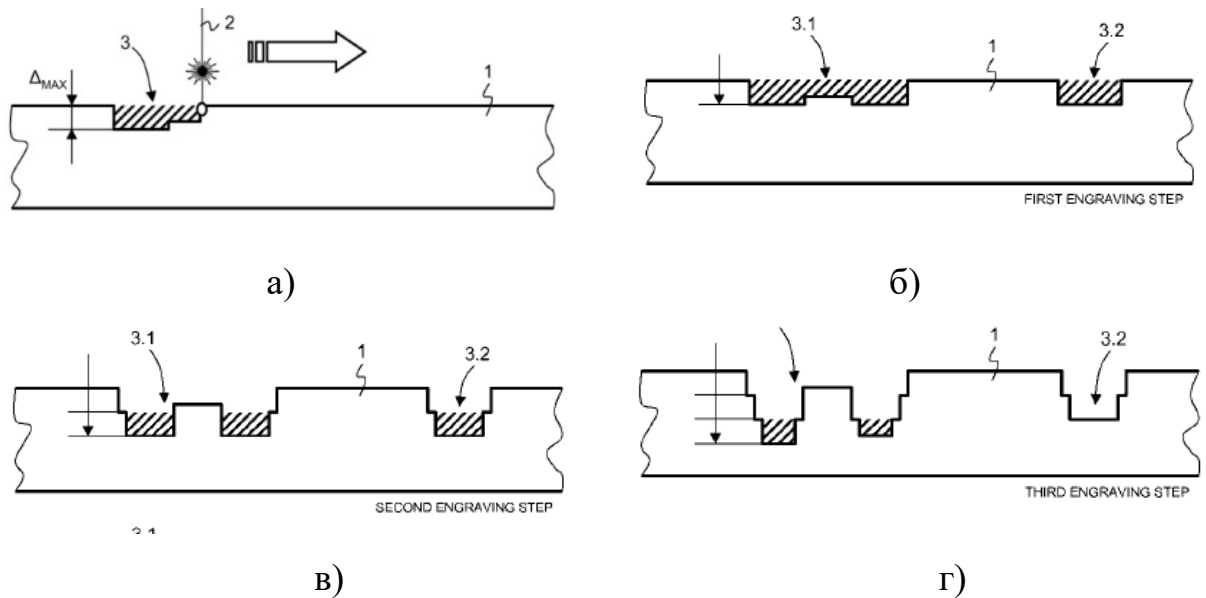 2
3
ΔMAX
1
а)
3.1
1
3.2
FIRST ENGRAVING STEP
б)
3.1
1
3.2
SECOND ENGRAVING STEP
в)
1
3.2
THIRD ENGRAVING STEP
г)